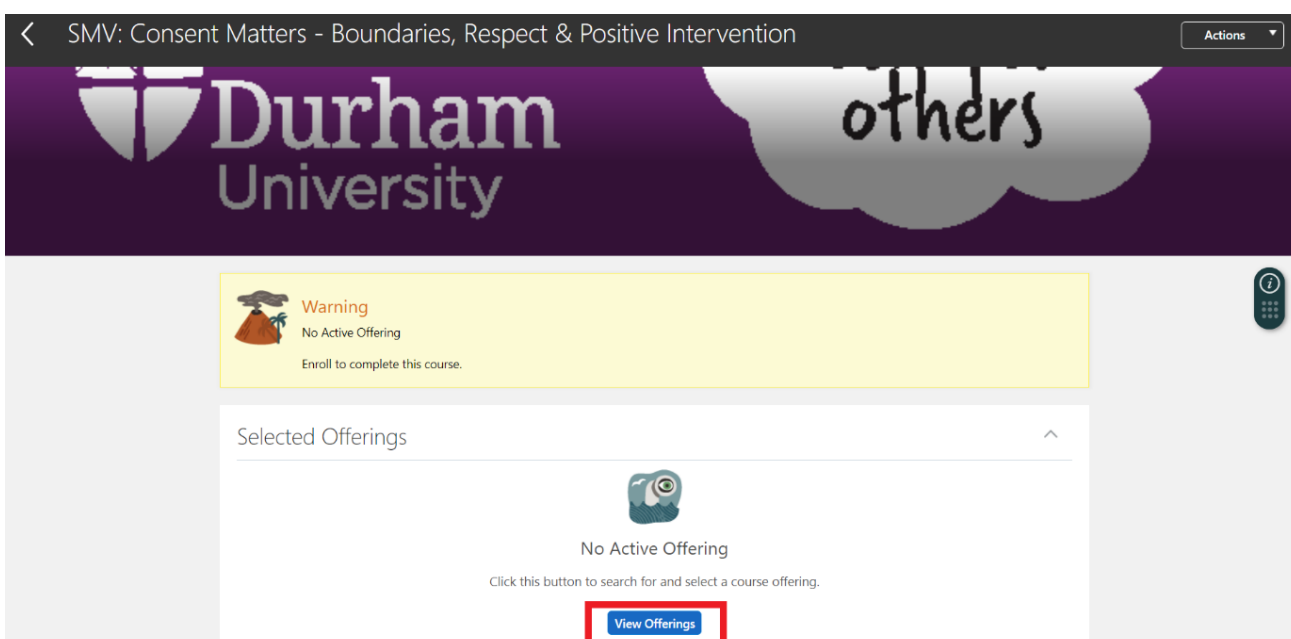 SMV: Consent Matters - Boundaries, Respect & Positive Intervention
Actions
Durham
University
others
Warning
No Active Offering
Enroll to complete this course.
Selected Offerings
No Active Offering
Click this button to search for and select a course offering.
View Offerings